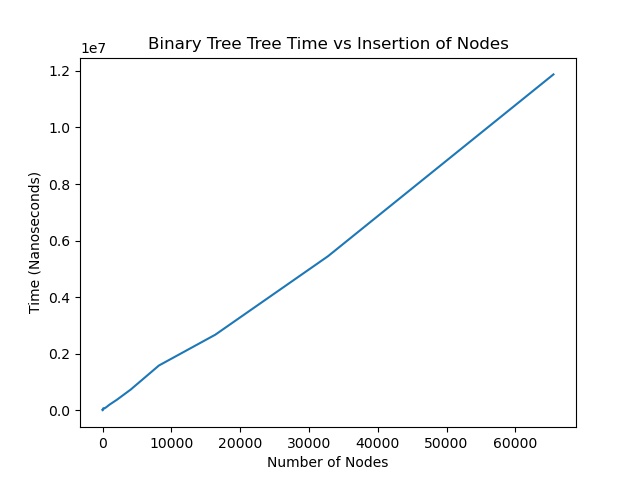 Binary Tree Tree Time vs Insertion of Nodes
1e7
1.2
1.0
0.8
0.6
0.4
0.2
0.0
Time (Nanoseconds)
0 10000 20000 30000 40000 50000 60000
Number of Nodes